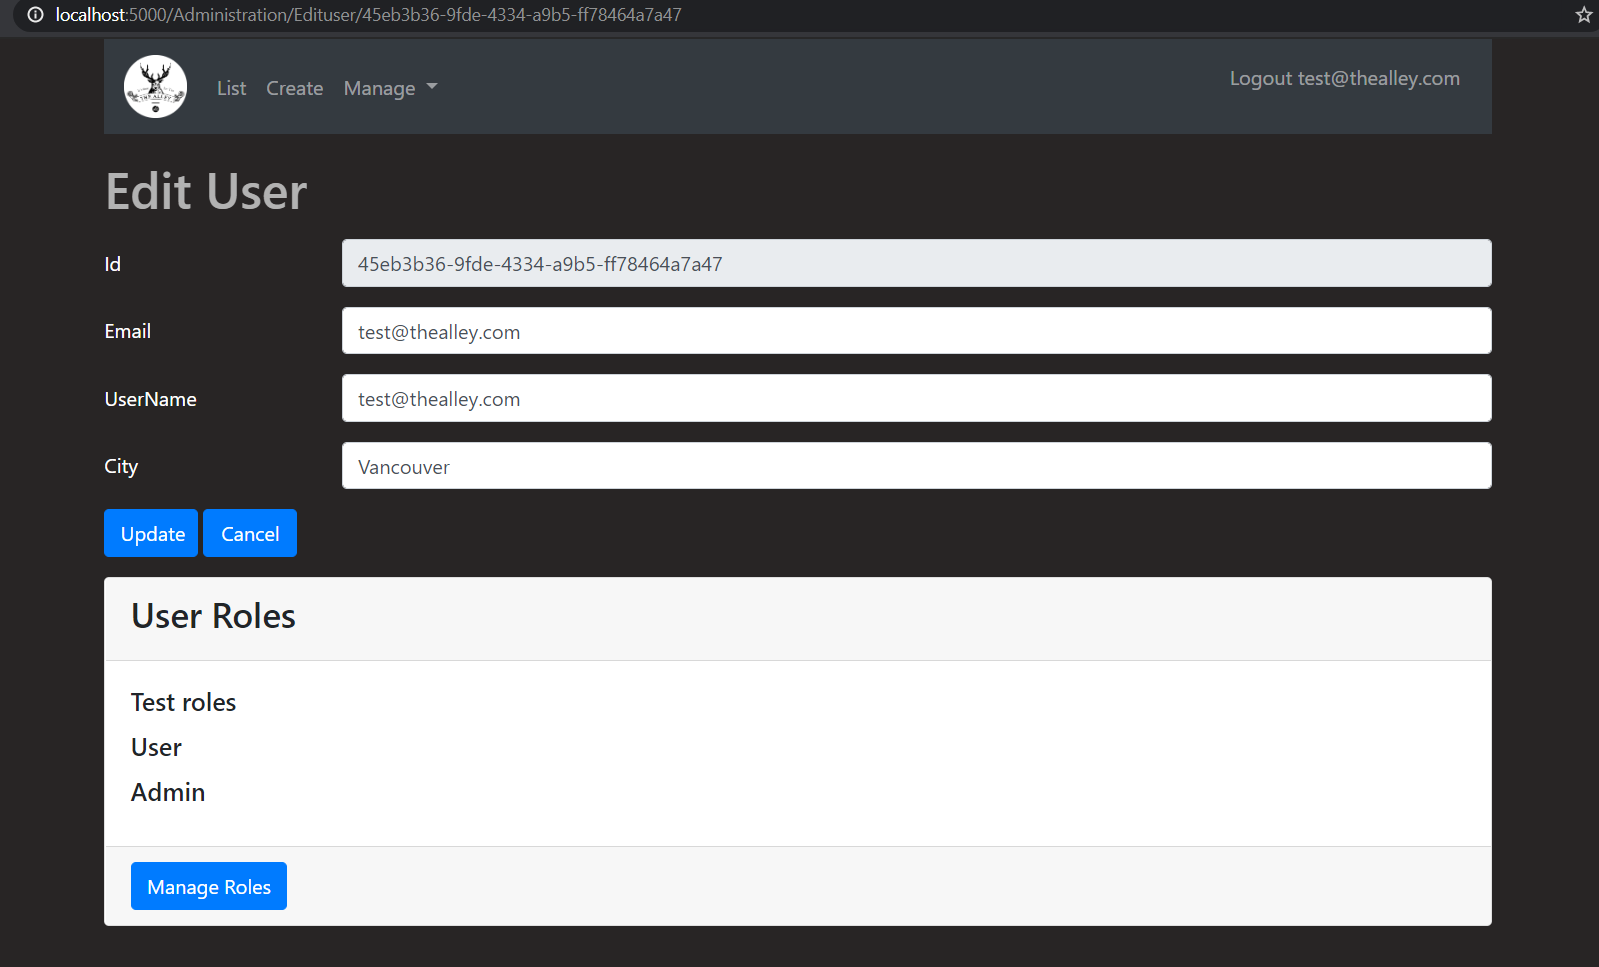 localhost:5000/Administration/Edituser/45eb3b36-9fde-4334-a9b5-ff78464a7a47
THE ALLEY
List Create Manage
Logout test@thealley.com
Edit User
Id 45eb3b36-9fde-4334-a9b5-ff78464a7a47
Email test@thealley.com
UserName test@thealley.com
City Vancouver
Update Cancel
User Roles
Test roles
User
Admin
Manage Roles